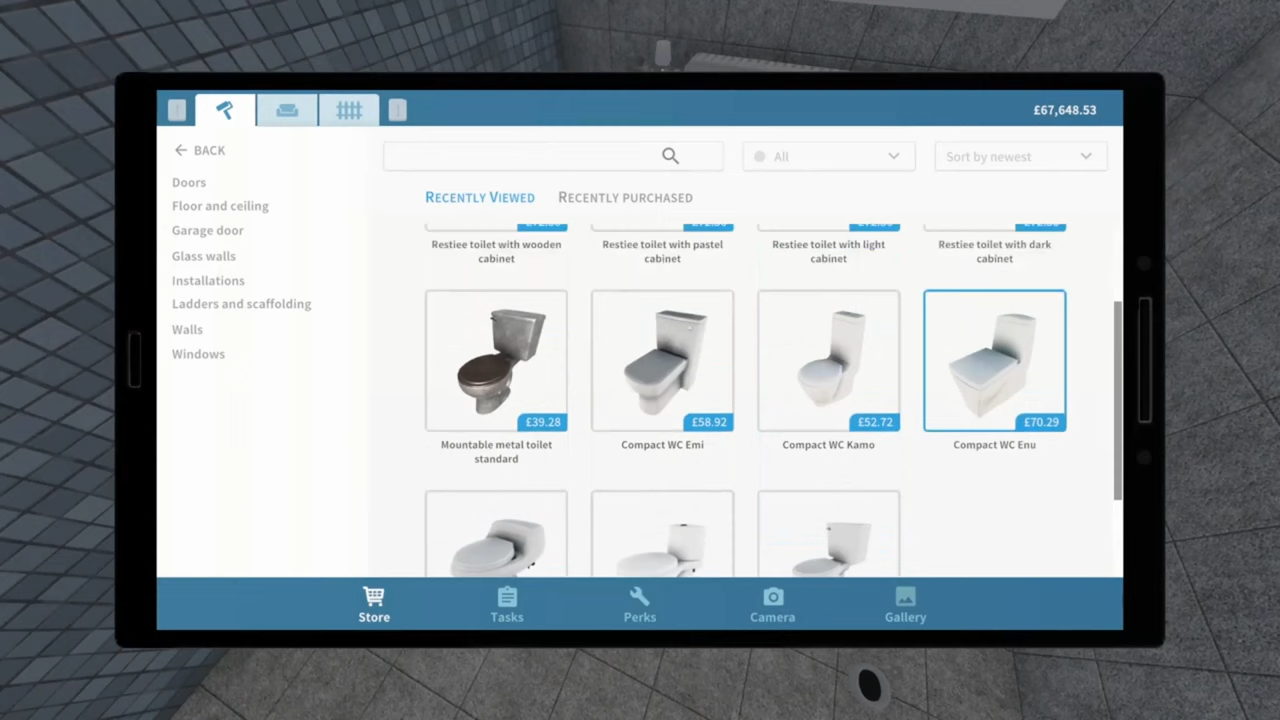 £67,648.53
BACK
All
Sort by newest
Doors
Floor and ceiling
Garage door
Glass walls
Installations
Ladders and scaffolding
Walls
Windows
RECENTLY VIEWED
RECENTLY PURCHASED
Restiee toilet with wooden
cabinet
Restiee toilet with pastel
cabinet
Restiee toilet with light
cabinet
Restiee toilet with dark
cabinet
£39.28
Mountable metal toilet
standard
£58.92
Compact WC Emi
£52.72
Compact WC Kamo
£70.29
Compact WC Enu
Store
Tasks
Perks
Camera
Gallery